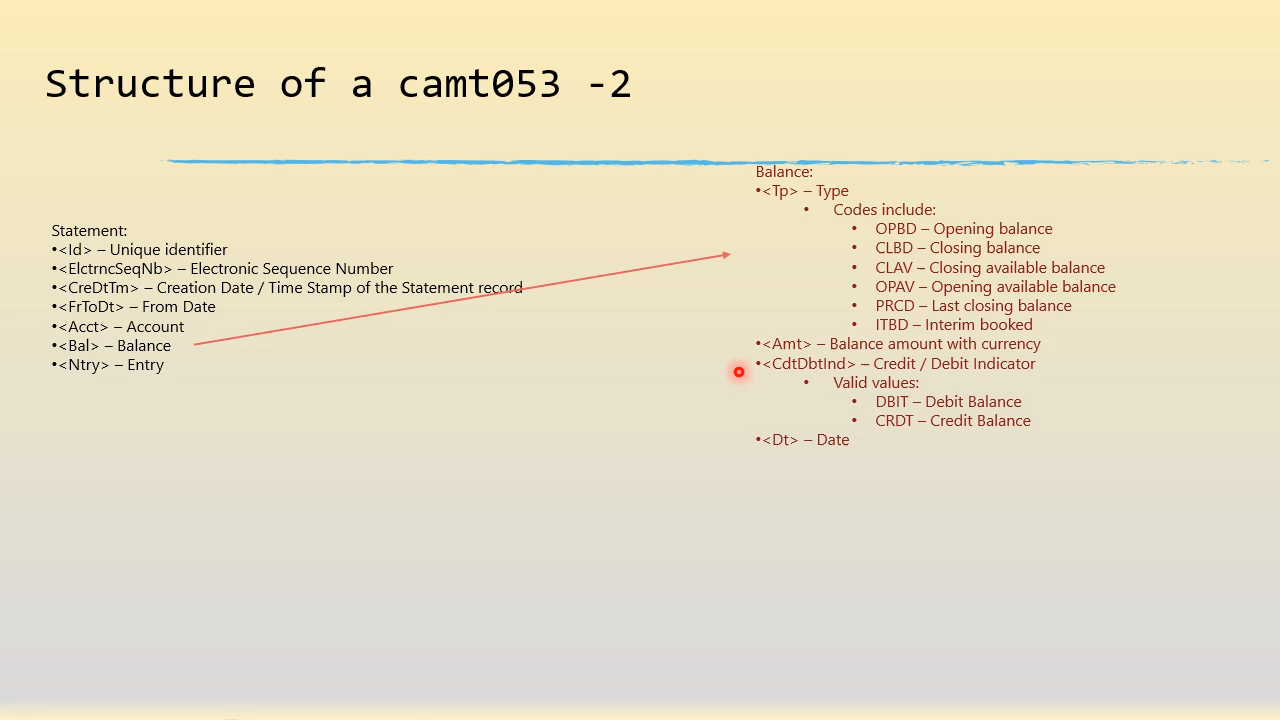 Structure of a camt053 -2
Statement:
•<Id> – Unique identifier
•<ElctrncSeqNb> – Electronic Sequence Number
•<CreDtTm> – Creation Date / Time Stamp of the Statement record
•<FrToDt> – From Date
•<Acct> – Account
•<Bal> – Balance
•<Ntry> – Entry
Balance:
•<Tp> – Type
• Codes include:
• OPBD – Opening balance
• CLBD – Closing balance
• CLAV – Closing available balance
• OPAV – Opening available balance
• PRCD – Last closing balance
• ITBD – Interim booked
•<Amt> – Balance amount with currency
•<CdtDbtInd> – Credit / Debit Indicator
• Valid values:
• DBIT – Debit Balance
• CRDT – Credit Balance
•<Dt> – Date